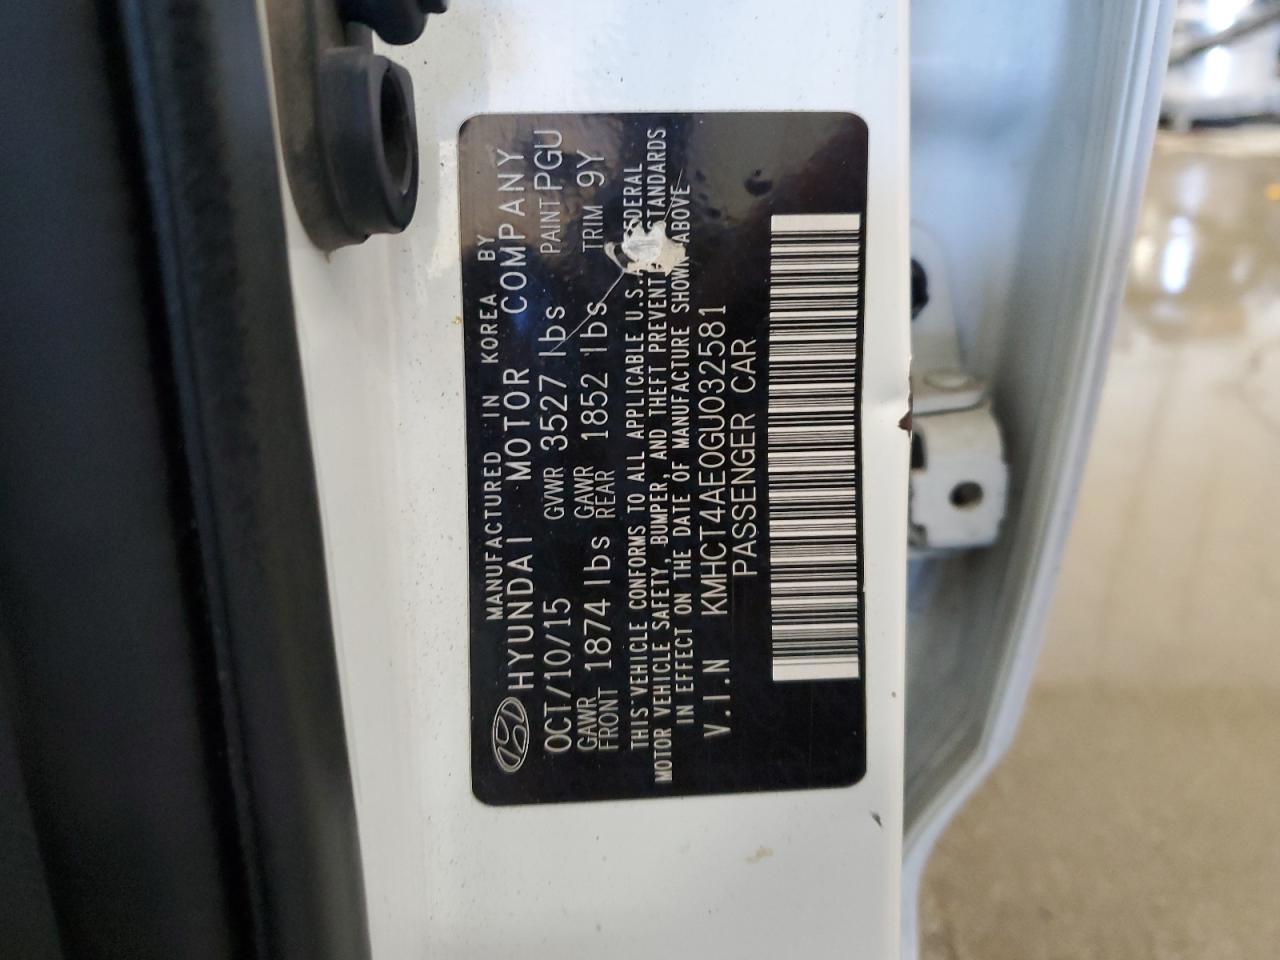 MANUFACTURED IN KOREA BY
HYUNDAI MOTOR COMPANY
OCT/10/15 GVWR 3527 lbs PAINT PGU
GAWR FRONT 1874 lbs GAWR REAR 1852 lbs TRIM 9Y
THIS VEHICLE CONFORMS TO ALL APPLICABLE U.S.
MOTOR VEHICLE SAFETY, BUMPER, AND THEFT STANDARDS
IN EFFECT ON THE DATE OF MANUFACTURE SHOWN ABOVE
V.I.N KMHCT4AE0GU032581
PASSENGER CAR